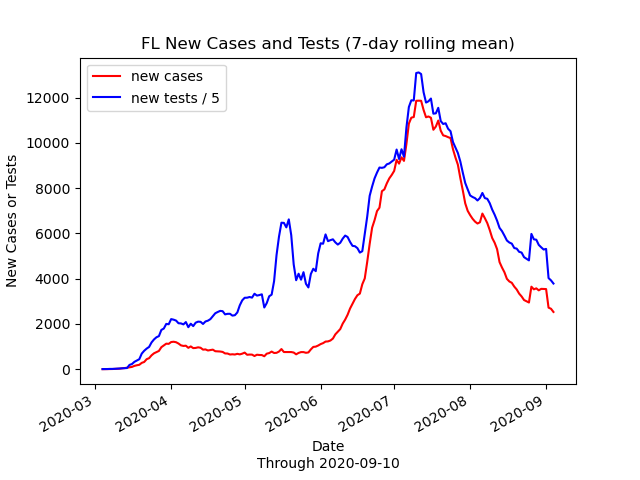 FL New Cases and Tests (7-day rolling mean)
new cases
new tests / 5
New Cases or Tests
12000
10000
8000
6000
4000
2000
0
2020-03
2020-04
2020-05
2020-06
2020-07
2020-08
2020-09
Date
Through 2020-09-10